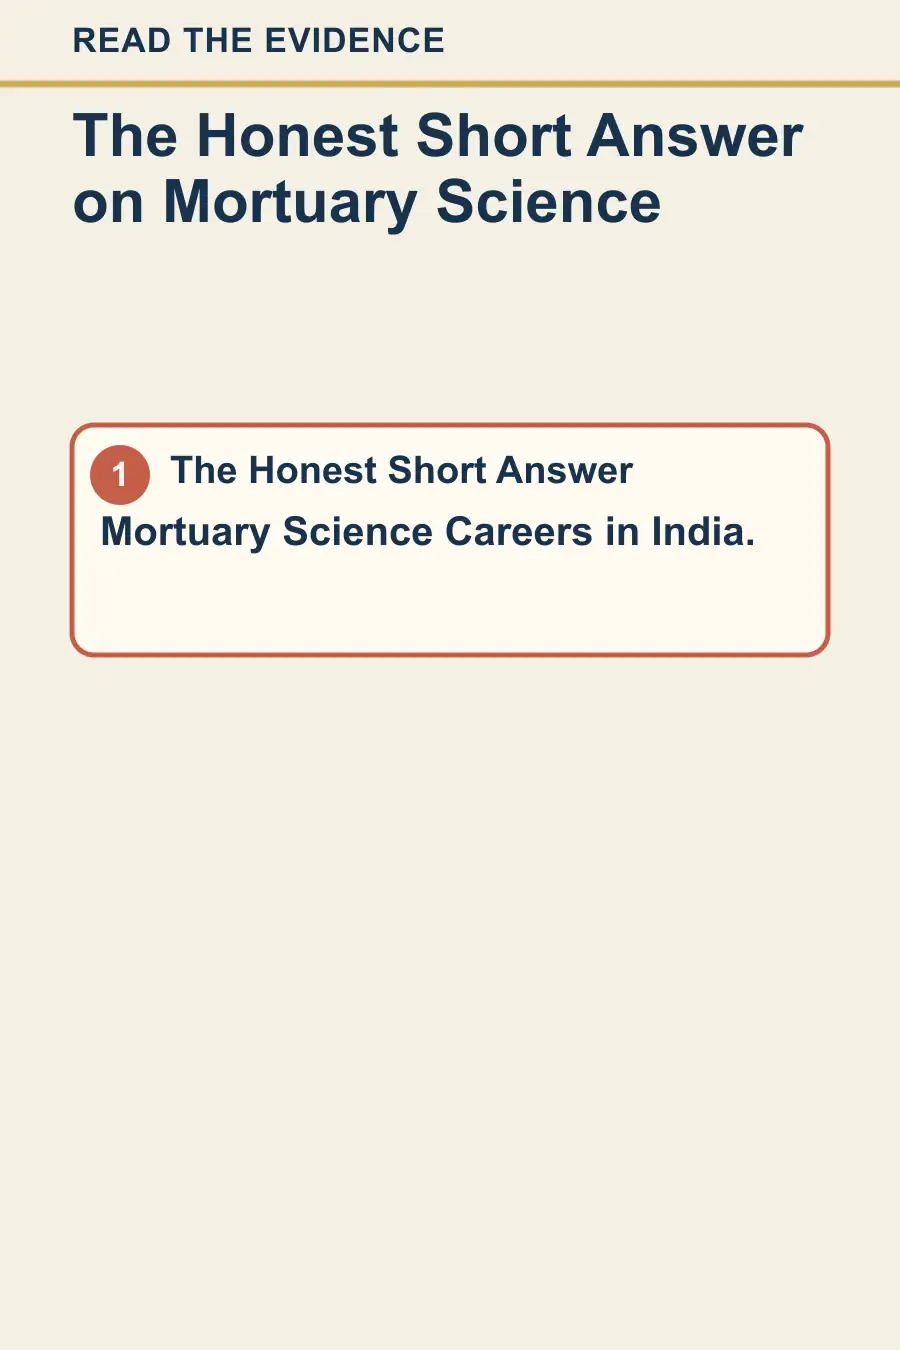 READ THE EVIDENCE
The Honest Short Answer
on Mortuary Science
1 The Honest Short Answer
Mortuary Science Careers in India.